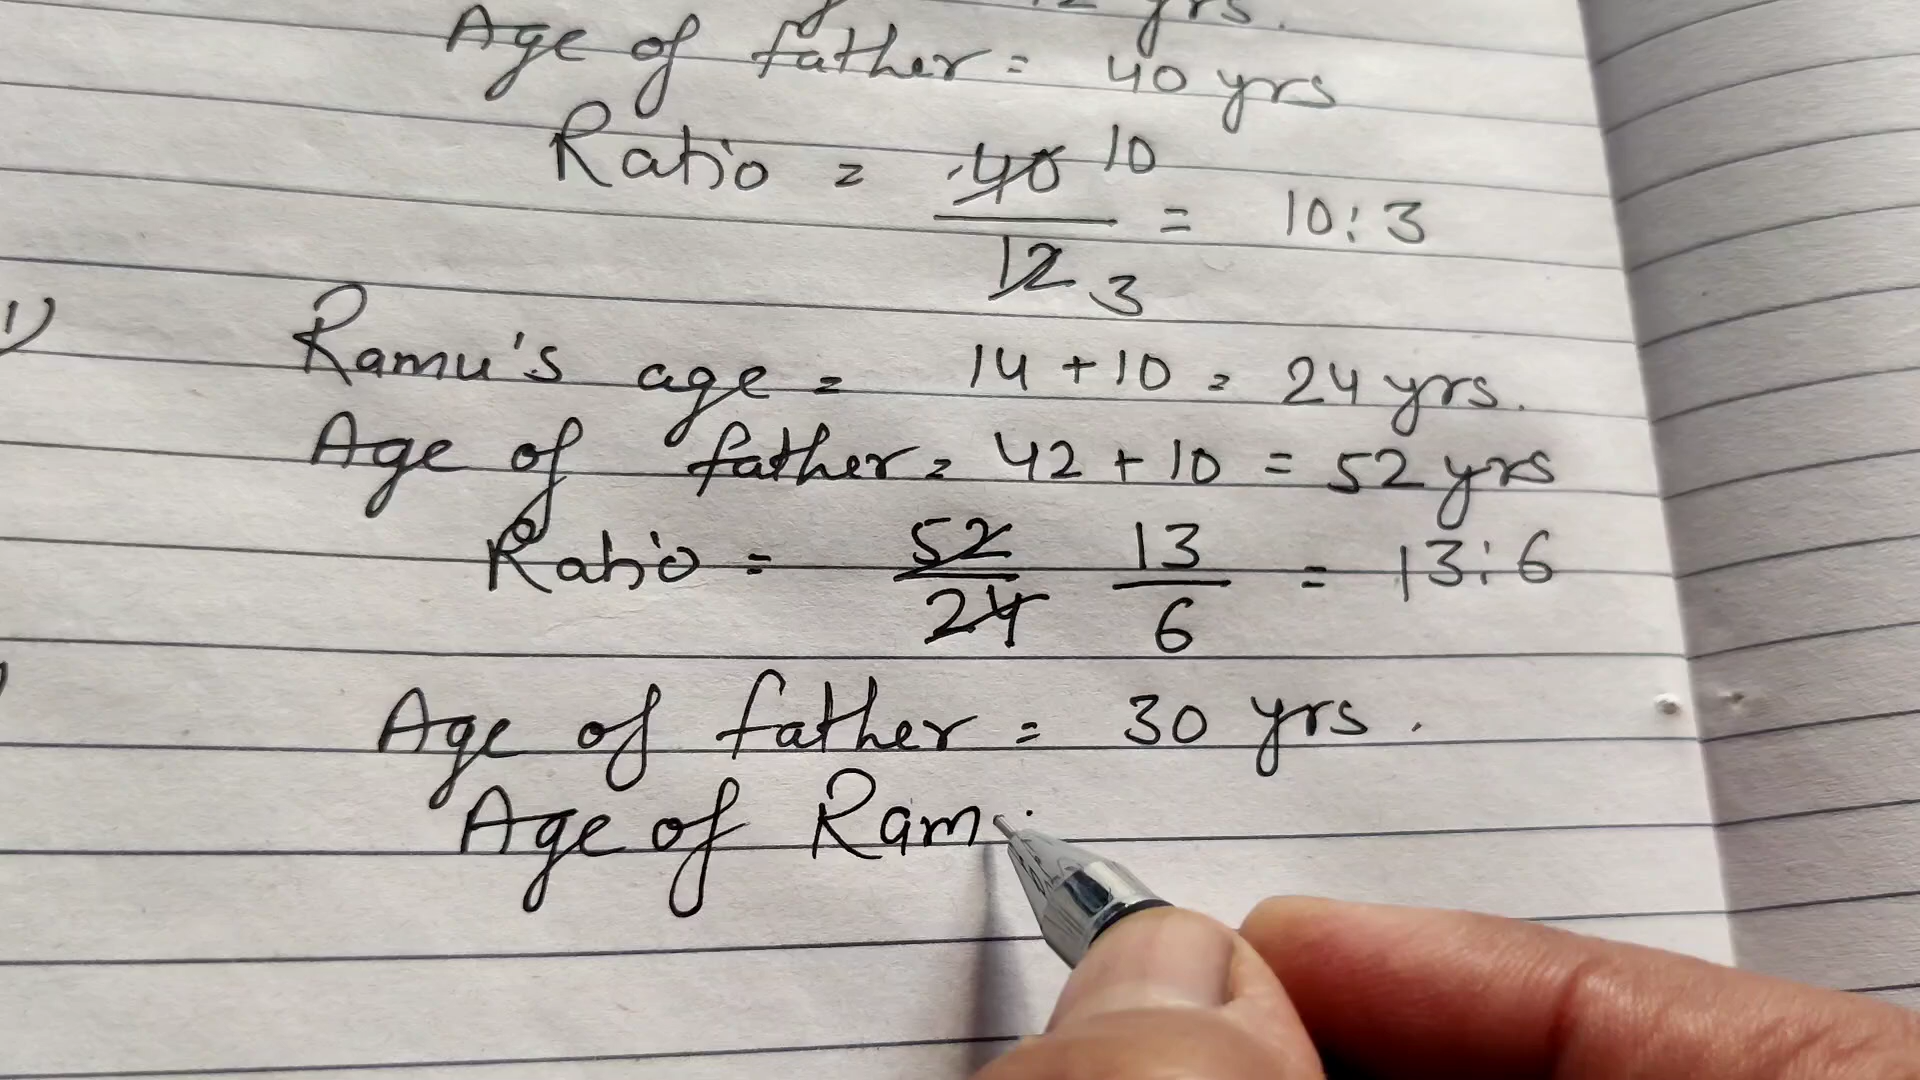 12 yrs.
Age of father = 40 yrs
Ratio = 40 10
= 10:3
12 3
1) Ramu's age = 14 + 10 = 24 yrs.
Age of father = 42 + 10 = 52 yrs
Ratio = 52/24 13/6 = 13:6
Age of father = 30 yrs.
Age of Ram